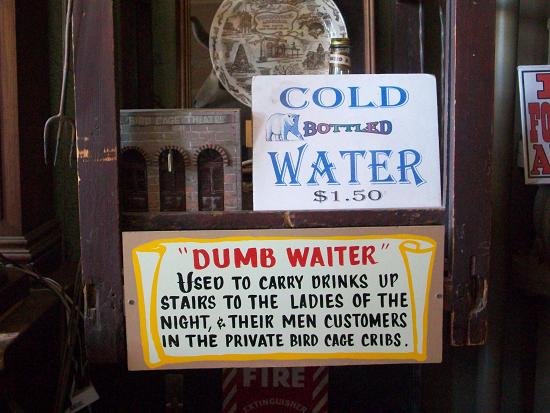 BIRD CAGE THEATRE
COLD
BOTTLED
WATER
$1.50
"DUMB WAITER"
USED TO CARRY DRINKS UP
STAIRS TO THE LADIES OF THE
NIGHT, & THEIR MEN CUSTOMERS
IN THE PRIVATE BIRD CAGE CRIBS.
FIRE
EXTINGUISHER